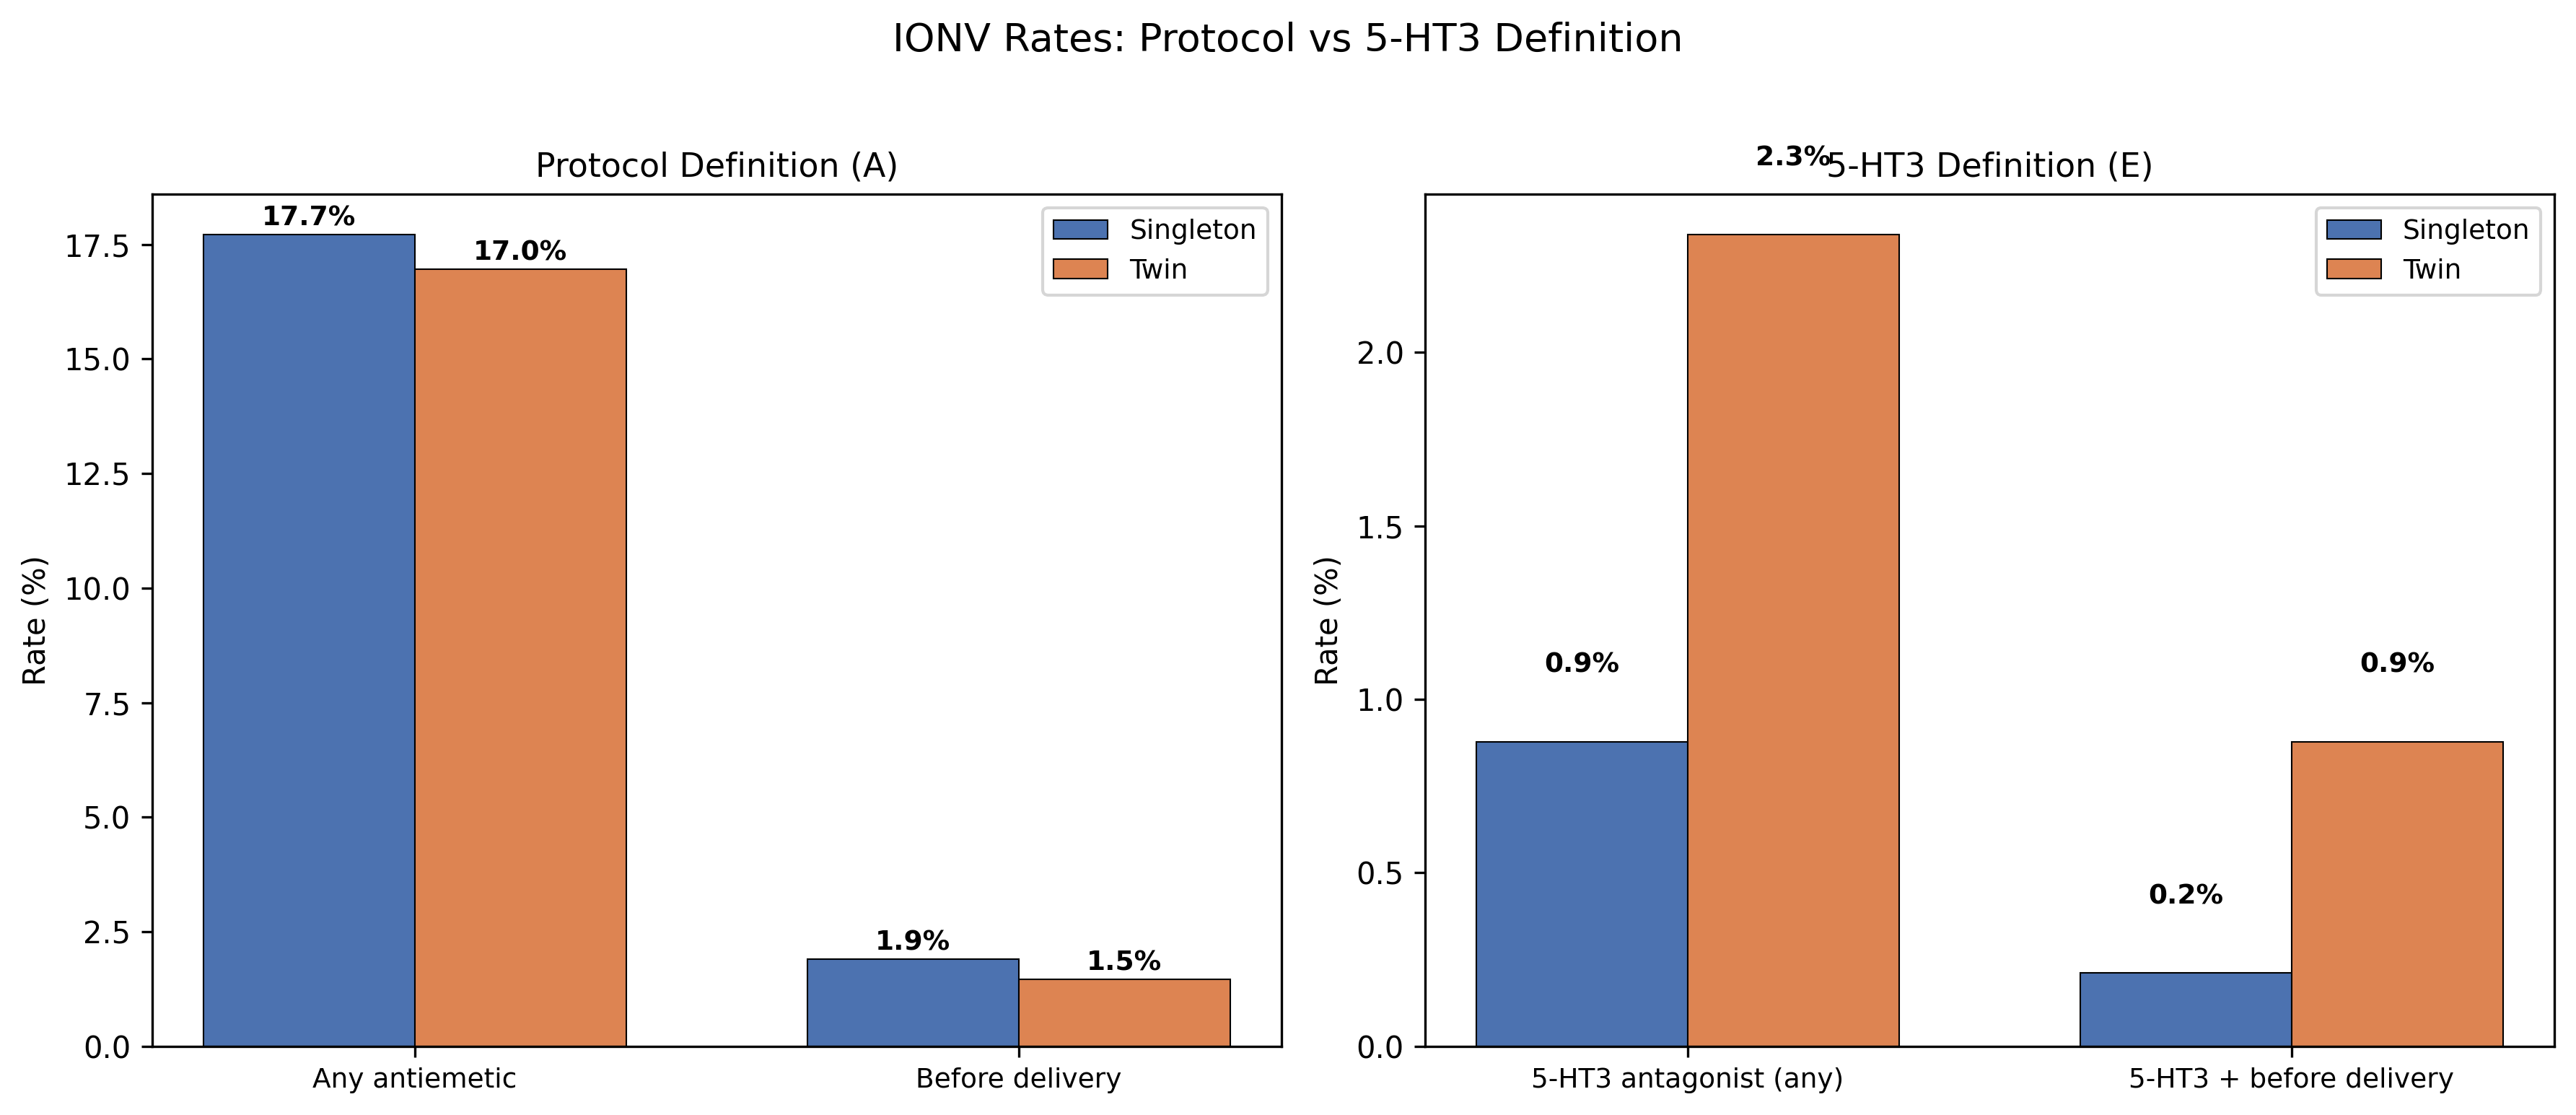 IONV Rates: Protocol vs 5-HT3 Definition
Protocol Definition (A)
17.7%
17.0%
1.9%
1.5%
Singleton
Twin
Rate (%)
17.5
15.0
12.5
10.0
7.5
5.0
2.5
0.0
Any antiemetic
Before delivery
5-HT3 Definition (E)
2.3%
0.9%
0.9%
0.2%
Singleton
Twin
Rate (%)
2.0
1.5
1.0
0.5
0.0
5-HT3 antagonist (any)
5-HT3 + before delivery